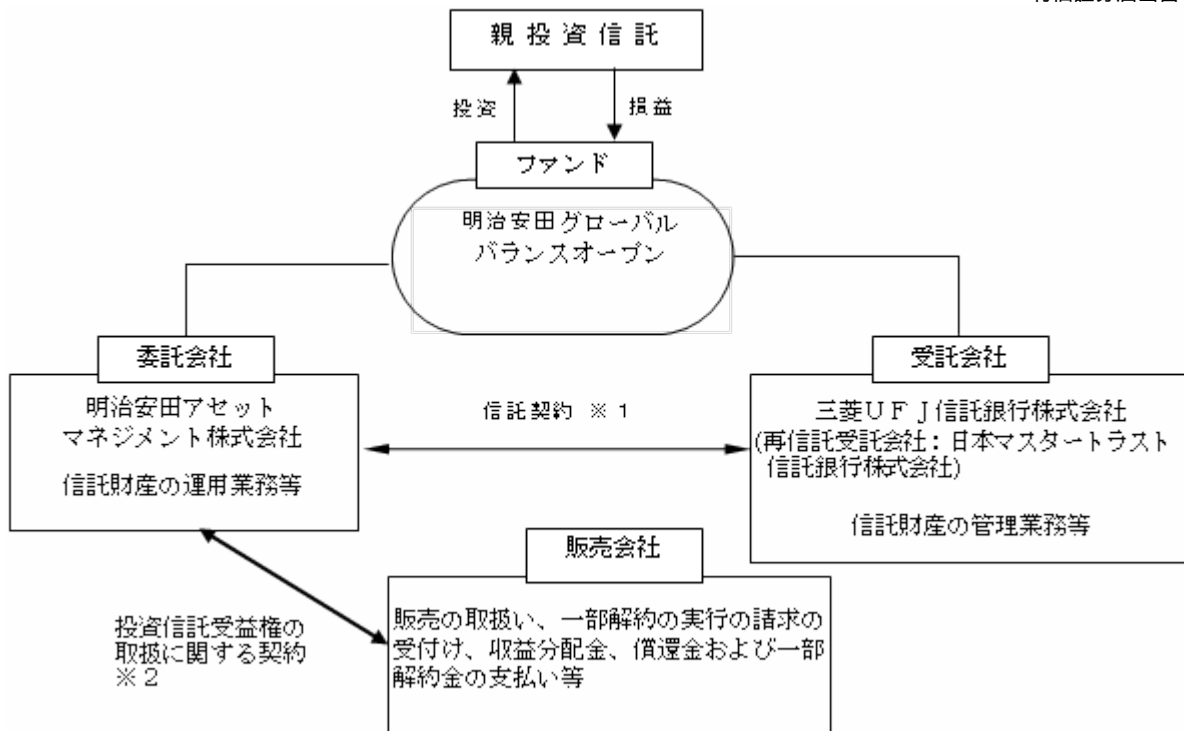 親投資信託
投資
損益
ファンド
明治安田グローバル
バランスオープン
委託会社
受託会社
明治安田アセット
マネジメント株式会社
信託財産の運用業務等
信託契約 ※1
三菱UFJ信託銀行株式会社
(再信託受託会社：日本マスタートラスト
信託銀行株式会社)
信託財産の管理業務等
販売会社
販売の取扱い、一部解約の実行の請求の
受付け、収益分配金、償還金および一部
解約金の支払い等
投資信託受益権の
取扱に関する契約
※2